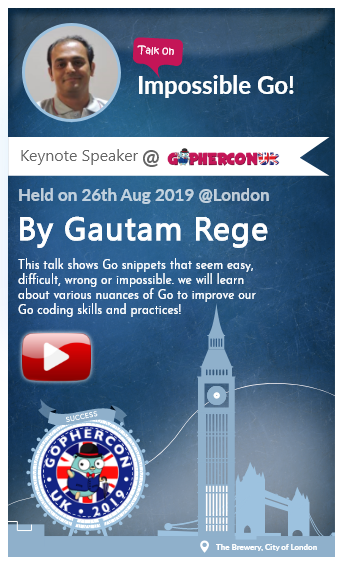 Talk On
Impossible Go!
Keynote Speaker @ GOPHERCON UK
Held on 26th Aug 2019 @London
By Gautam Rege
This talk shows Go snippets that seem easy,
difficult, wrong or impossible. we will learn
about various nuances of Go to improve our
Go coding skills and practices!
SUCCESS
GOPHERCON
UK • 2019
The Brewery, City of London